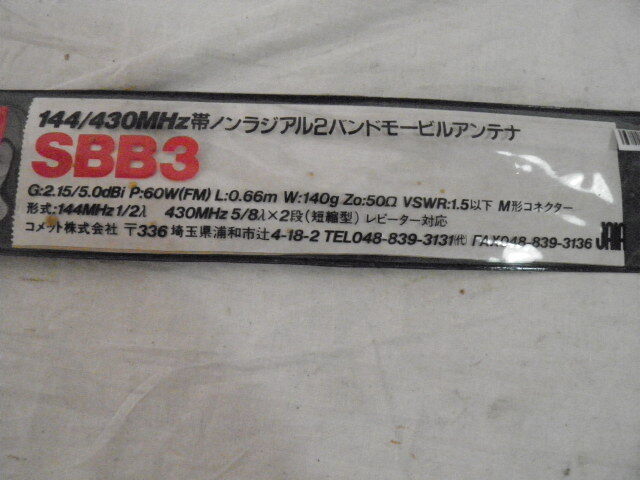 144/430MHz帯ノンラジアル2バンドモービルアンテナ
SBB3
G:2.15/5.0dBi P:60W(FM) L:0.66m W:140g Zo:50Ω VSWR:1.5以下 M形コネクター
形式:144MHz 1/2λ 430MHz 5/8λ×2段(短縮型) レピーター対応
コメット株式会社 〒336 埼玉県浦和市辻4-18-2 TEL048-839-3131㈹ FAX048-839-3136 JAIA